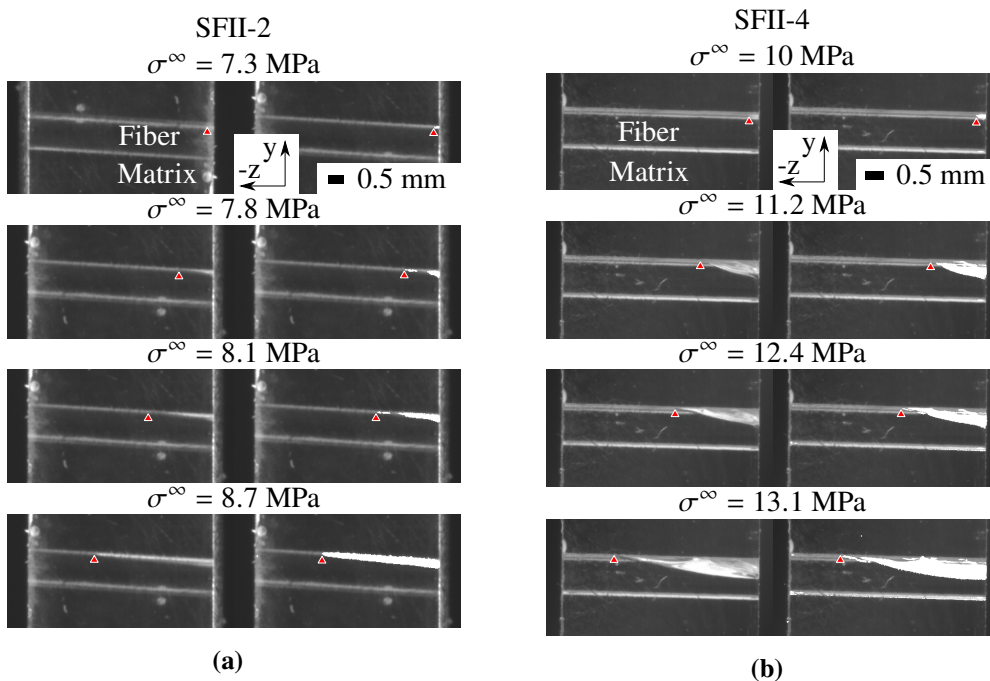 SFII-2
σ^∞ = 7.3 MPa
Fiber
Matrix
y
-z
0.5 mm
σ^∞ = 7.8 MPa
σ^∞ = 8.1 MPa
σ^∞ = 8.7 MPa
(a)
SFII-4
σ^∞ = 10 MPa
Fiber
Matrix
y
-z
0.5 mm
σ^∞ = 11.2 MPa
σ^∞ = 12.4 MPa
σ^∞ = 13.1 MPa
(b)